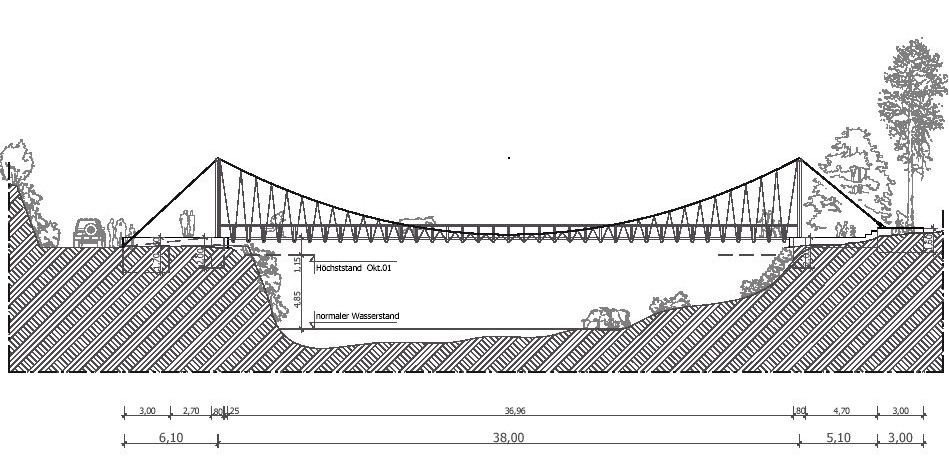 1,15
Höchststand Okt.01
4,85
normaler Wasserstand
3,00 2,70 80 25 36,96 80 4,70 3,00
6,10 38,00 5,10 3,00